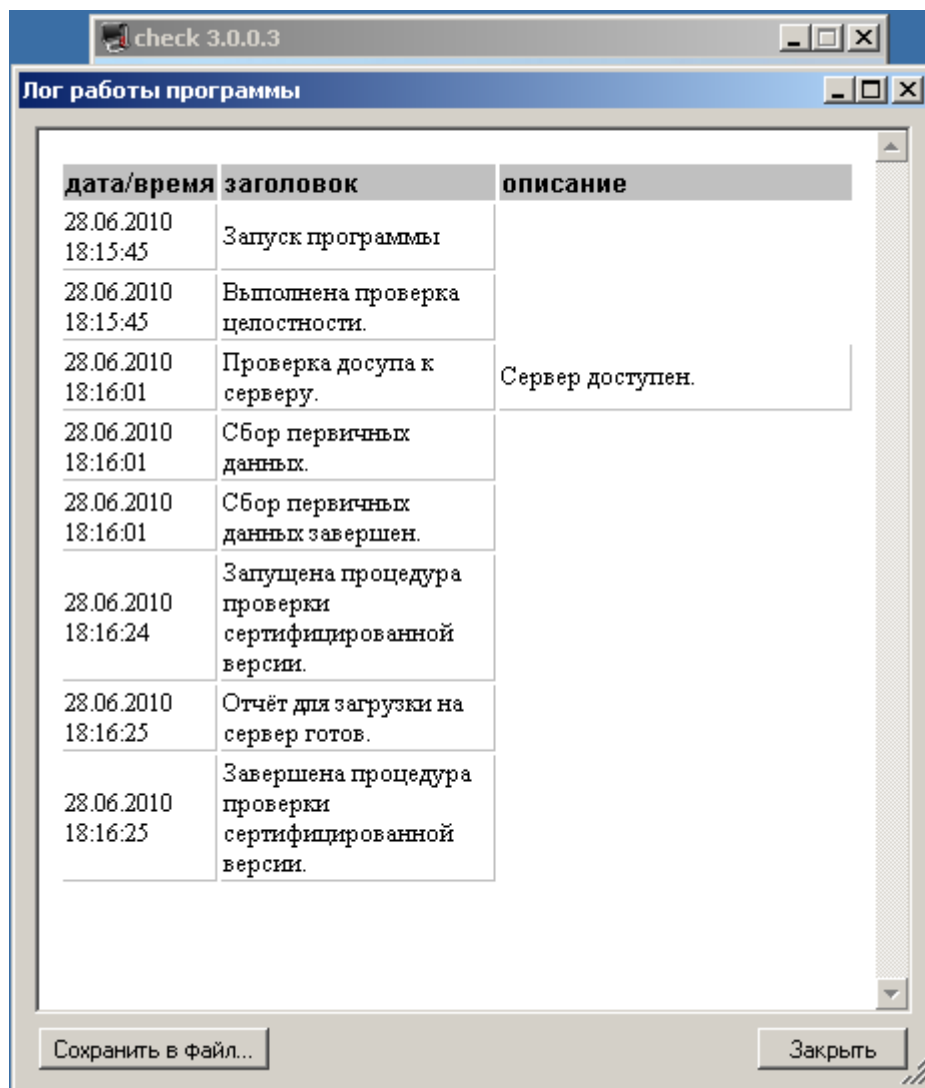 check 3.0.0.3
Лог работы программы
дата/время заголовок описание
28.06.2010
18:15:45
Запуск программы
28.06.2010
18:15:45
Выполнена проверка
целостности.
28.06.2010
18:16:01
Проверка досупа к
серверу.
Сервер доступен.
28.06.2010
18:16:01
Сбор первичных
данных.
28.06.2010
18:16:01
Сбор первичных
данных завершен.
28.06.2010
18:16:24
Запущена процедура
проверки
сертифицированной
версии.
28.06.2010
18:16:25
Отчёт для загрузки на
сервер готов.
28.06.2010
18:16:25
Завершена процедура
проверки
сертифицированной
версии.
Сохранить в файл...
Закрыть